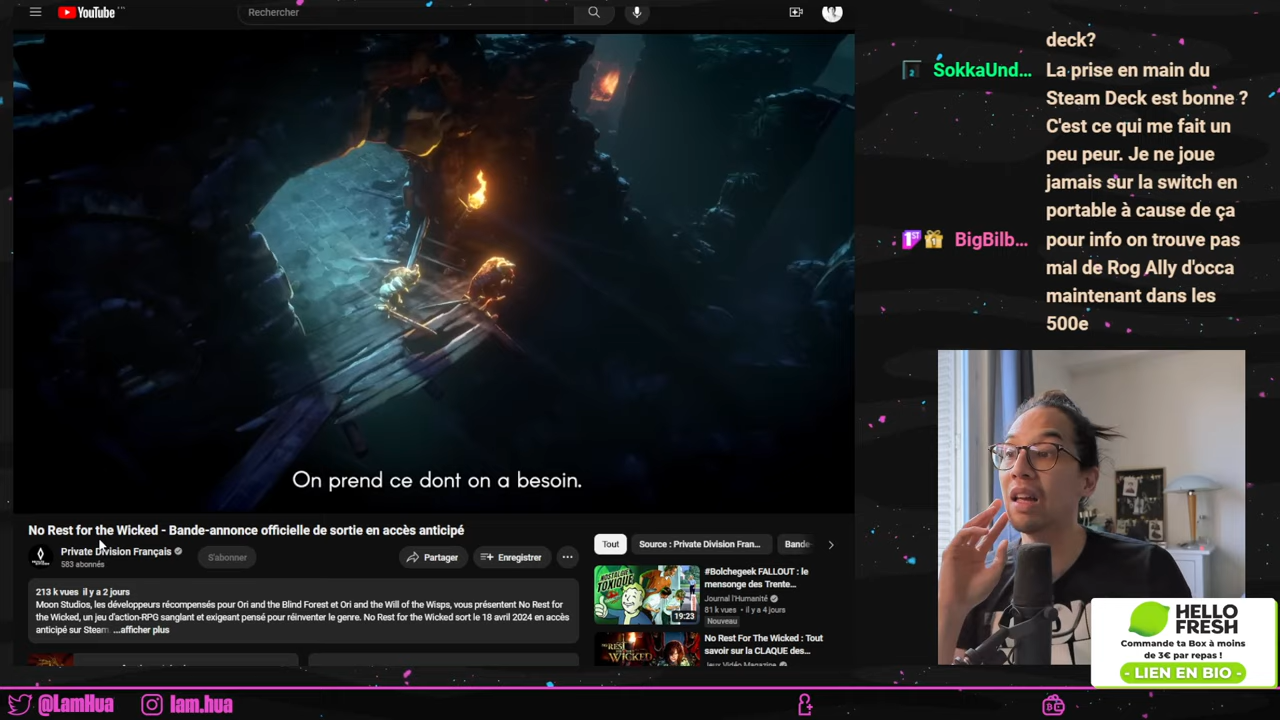 YouTube
Rechercher
On prend ce dont on a besoin.
No Rest for the Wicked - Bande-annonce officielle de sortie en accès anticipé
Private Division Français
583 abonnés
S'abonner
Partager
Enregistrer
213 k vues il y a 2 jours
Moon Studios, les développeurs récompensés pour Ori and the Blind Forest et Ori and the Will of the Wisps, vous présentent No Rest for
the Wicked, un jeu d'action-RPG sanglant et exigeant pensé pour réinventer le genre. No Rest for the Wicked sort le 18 avril 2024 en accès
anticipé sur Steam. ...afficher plus
Tout
Source : Private Division Fran...
Bande-
NOSTALGIE
TOXIQUE
19:23
#Bolchegeek FALLOUT : le
mensonge des Trente...
Journal l'Humanité
81 k vues • il y a 4 jours
Nouveau
WICKED
No Rest For The Wicked : Tout
savoir sur la CLAQUE des...
Jeux Vidéo Magazine
deck?
SokkaUnd...
La prise en main du
Steam Deck est bonne ?
C'est ce qui me fait un
peu peur. Je ne joue
jamais sur la switch en
portable à cause de ça
BigBilb...
pour info on trouve pas
mal de Rog Ally d'occa
maintenant dans les
500e
HELLO
FRESH
Commande ta Box à moins
de 3€ par repas !
- LIEN EN BIO -
@LamHua
lam.hua